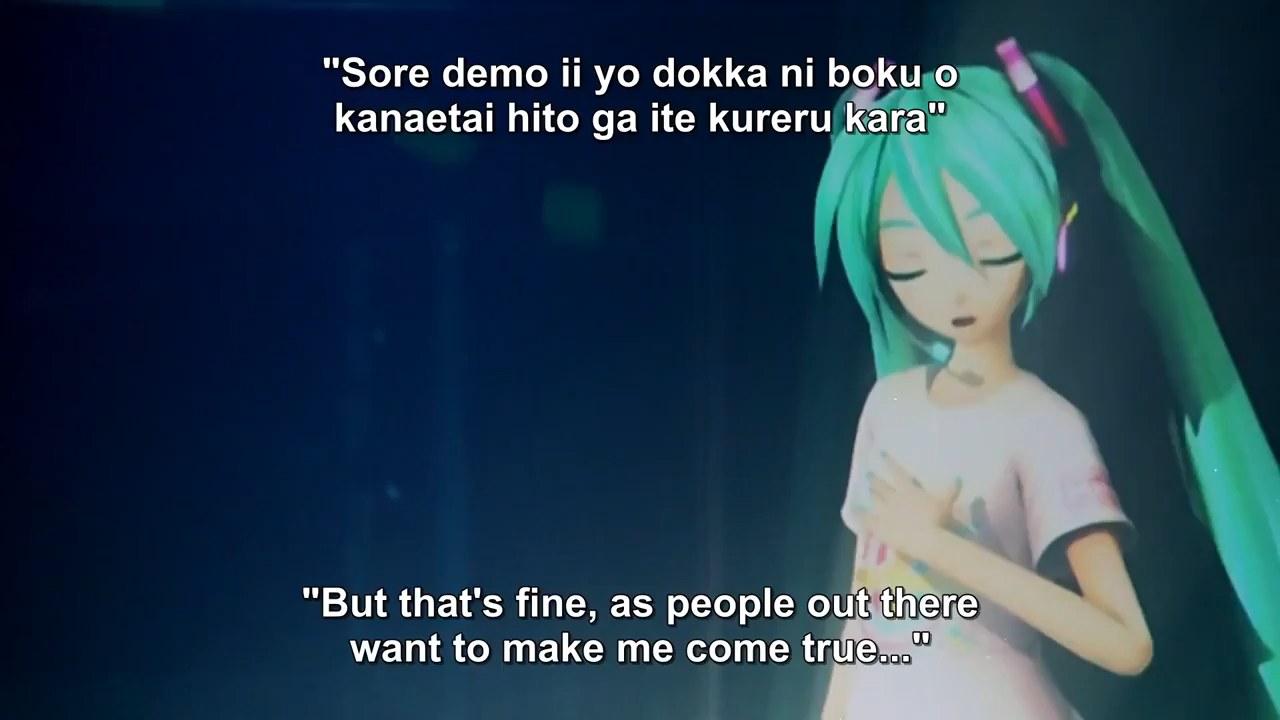 "Sore demo ii yo dokka ni boku o
kanaetai hito ga ite kureru kara"
"But that's fine, as people out there
want to make me come true..."